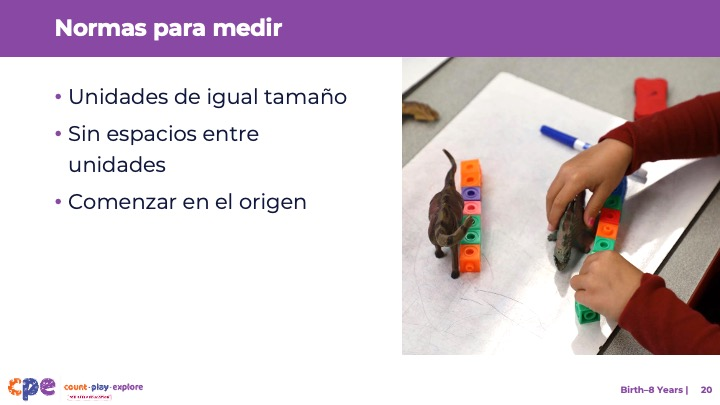 Normas para medir
• Unidades de igual tamaño
• Sin espacios entre
unidades
• Comenzar en el origen
cpe
count·play·explore
Birth–8 Years | 20